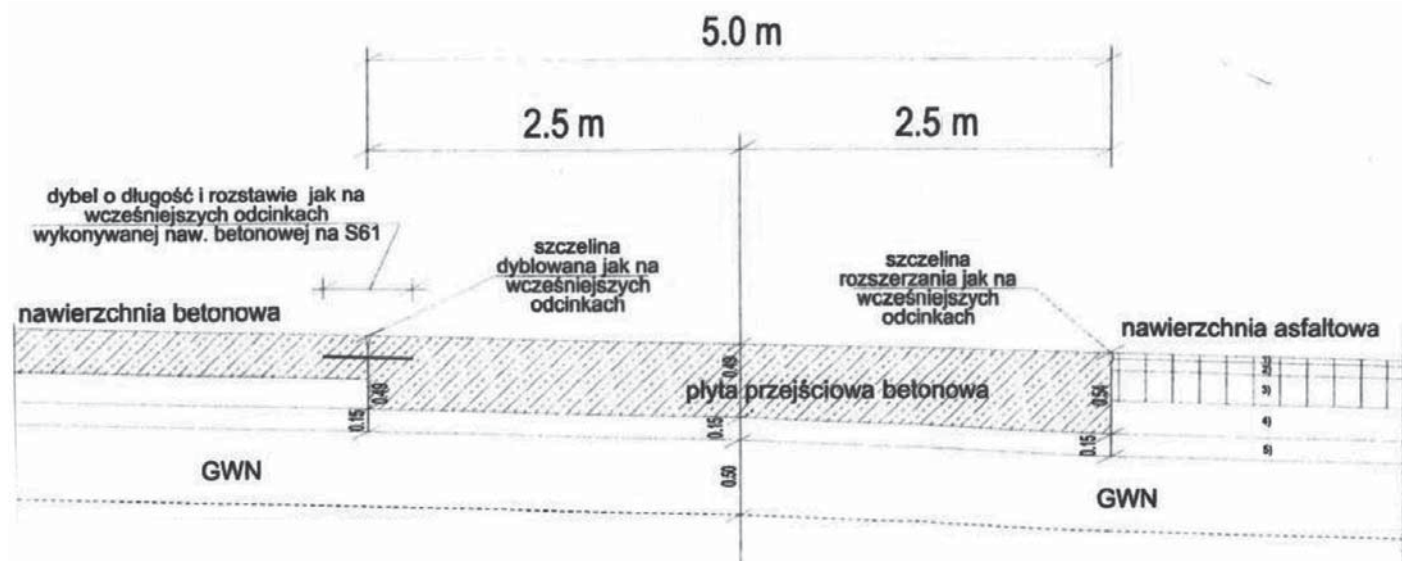 5.0 m
2.5 m
2.5 m
dybel o długość i rozstawie jak na
wcześniejszych odcinkach
wykonywanej naw. betonowej na S61
szczelina
dyblowana jak na
wcześniejszych
odcinkach
szczelina
rozszerzania jak na
wcześniejszych
odcinkach
nawierzchnia betonowa
nawierzchnia asfaltowa
0.49
płyta przejściowa betonowa
0.49
0.54
3)
4)
5)
0.15
0.15
0.15
0.50
GWN
GWN